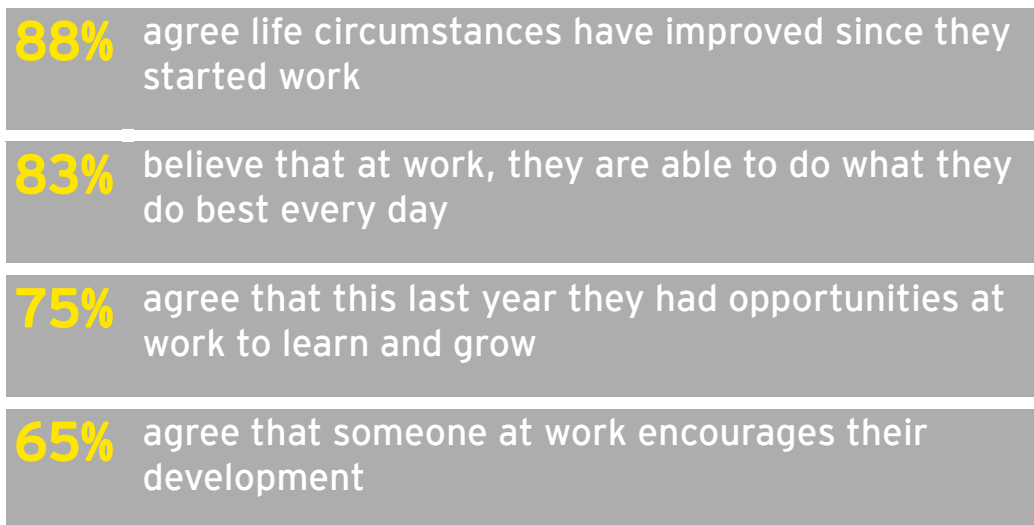 88% agree life circumstances have improved since they
started work
83% believe that at work, they are able to do what they
do best every day
75% agree that this last year they had opportunities at
work to learn and grow
65% agree that someone at work encourages their
development